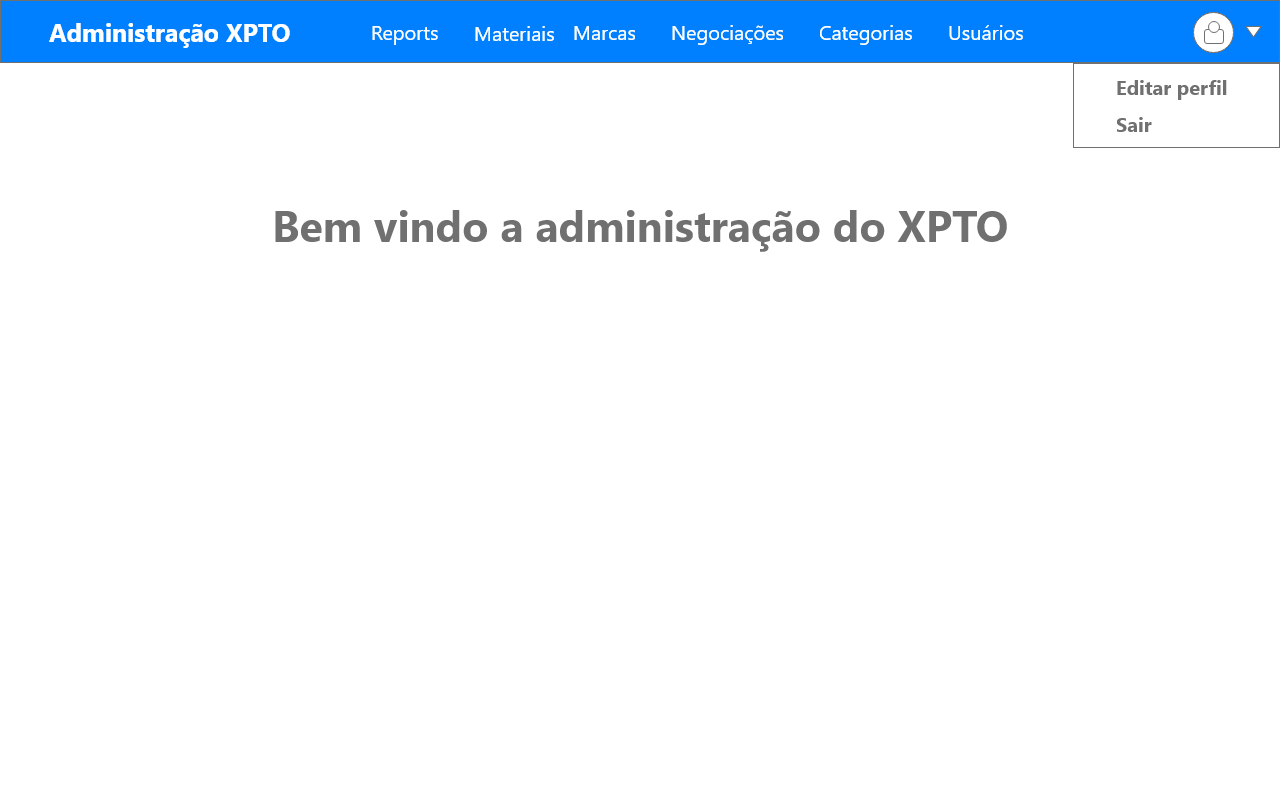 Administração XPTO Reports Materiais Marcas Negociações Categorias Usuários
Editar perfil
Sair
Bem vindo a administração do XPTO